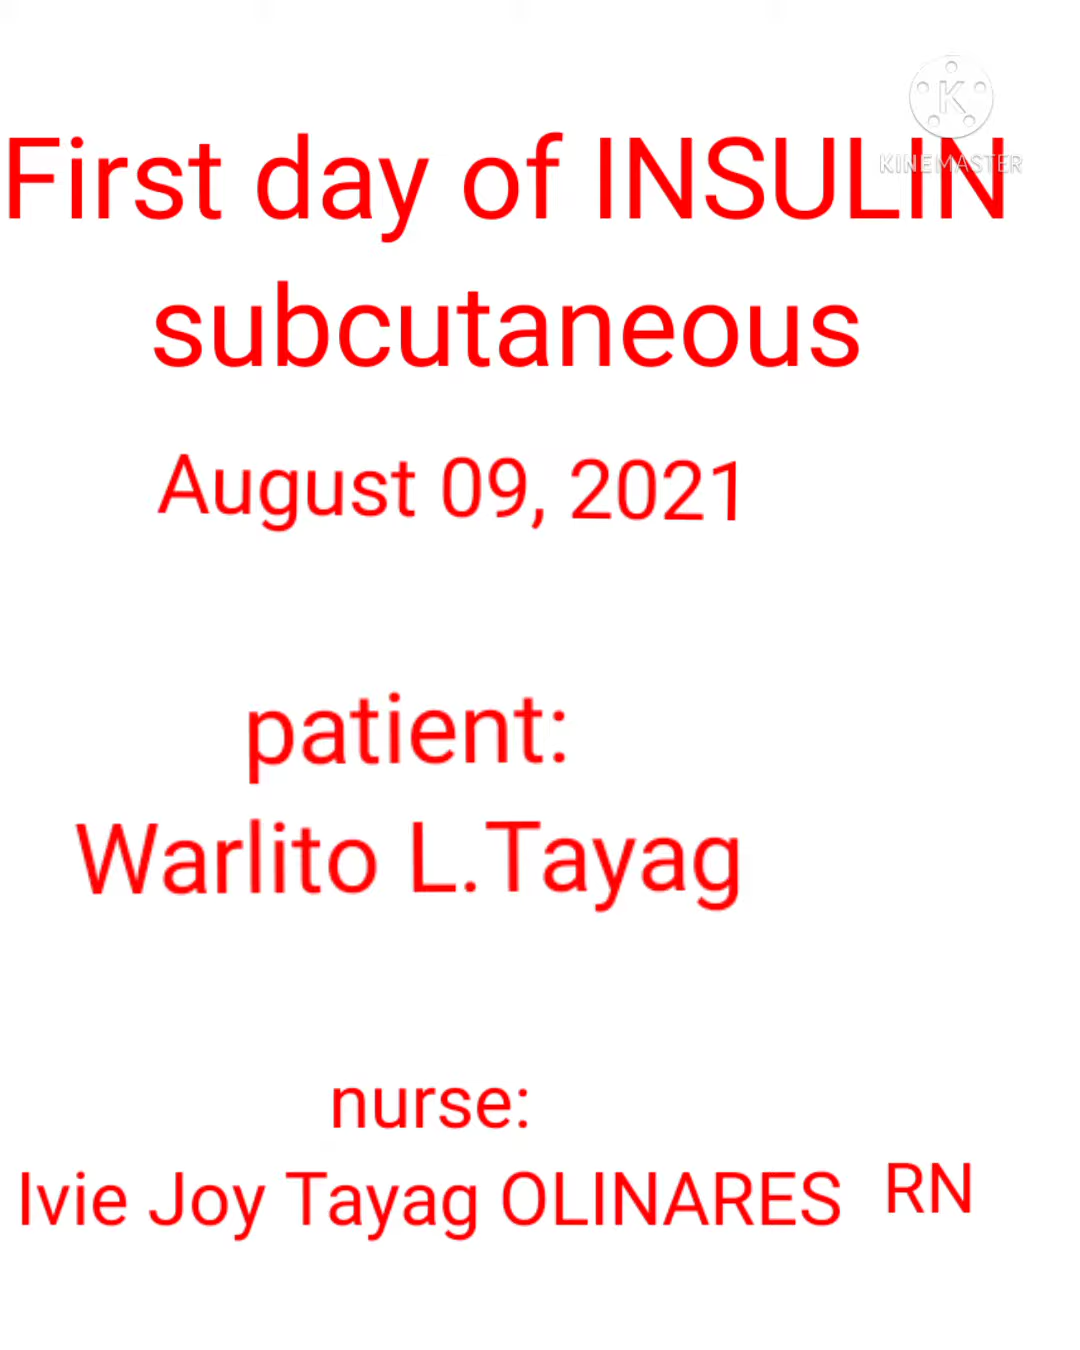 KINEMASTER
First day of INSULIN
subcutaneous
August 09, 2021
patient:
Warlito L.Tayag
nurse:
Ivie Joy Tayag OLINARES RN